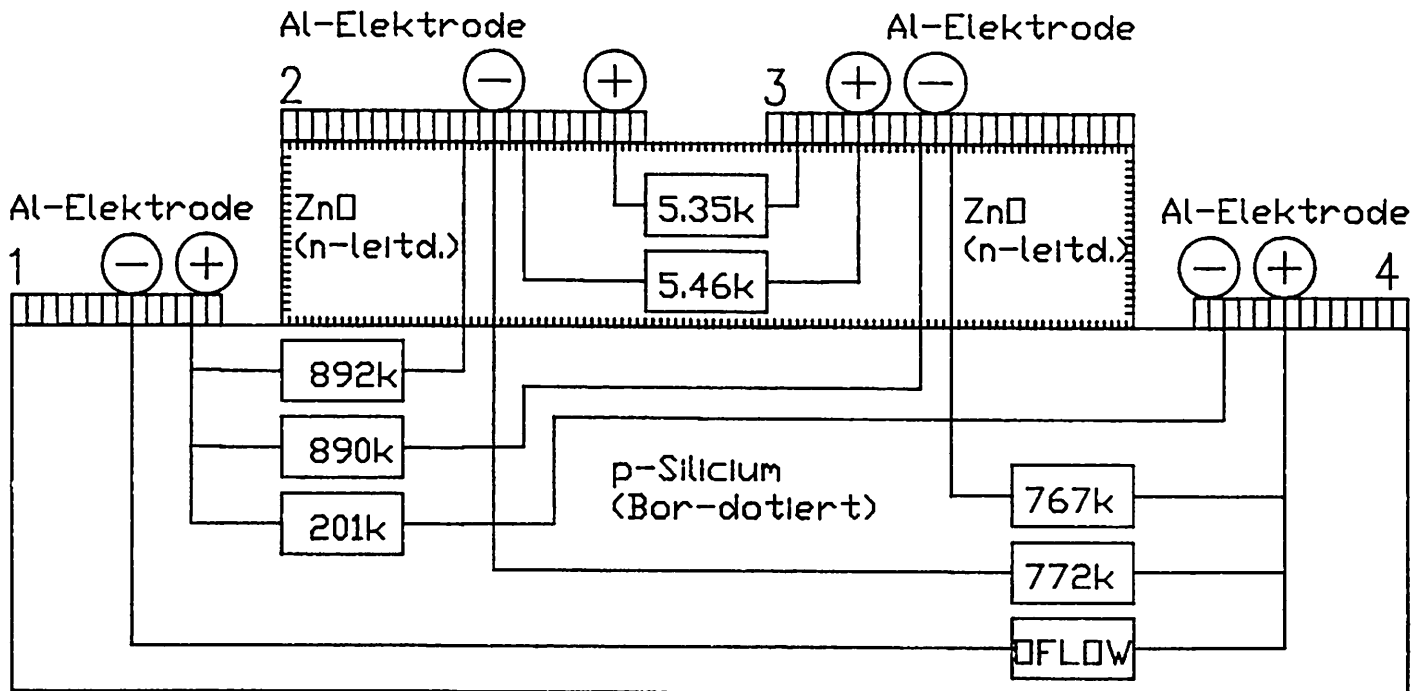 Al-Elektrode
Al-Elektrode
2
−
+
3
+
−
5.35k
Al-Elektrode
ZnO
(n-leitd.)
ZnO
(n-leitd.)
Al-Elektrode
1
−
+
5.46k
−
+
4
892k
890k
p-Silicium
(Bor-dotiert)
767k
201k
772k
OFLOW